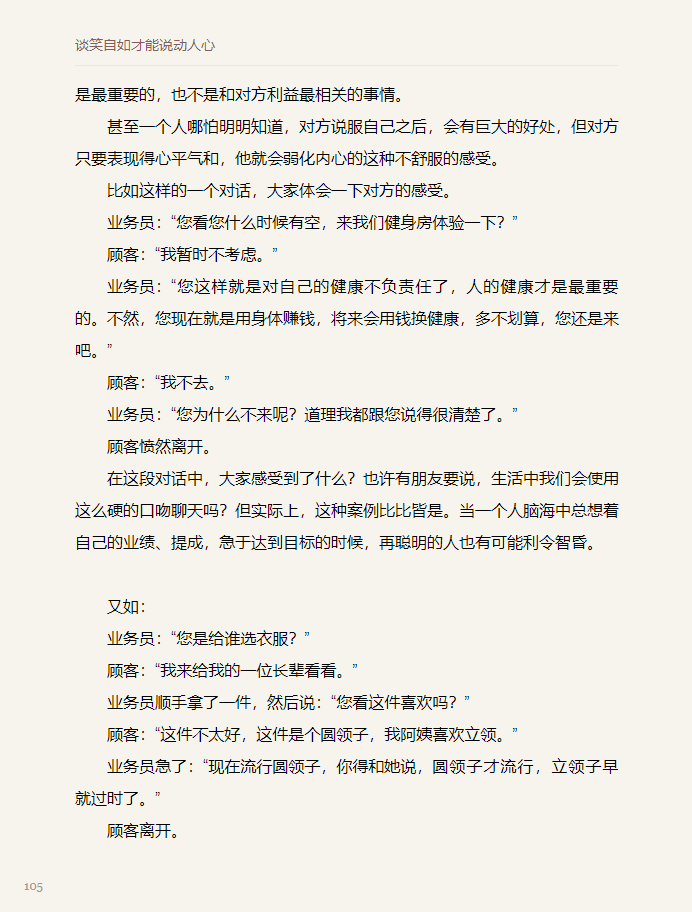 谈笑自如才能说动人心
是最重要的，也不是和对方利益最相关的事情。
甚至一个人哪怕明明知道，对方说服自己之后，会有巨大的好处，但对方
只要表现得心平气和，他就会弱化内心的这种不舒服的感受。
比如这样的一个对话，大家体会一下对方的感受。
业务员：“您看您什么时候有空，来我们健身房体验一下？”
顾客：“我暂时不考虑。”
业务员：“您这样就是对自己的健康不负责任了，人的健康才是最重要
的。不然，您现在就是用身体赚钱，将来会用钱换健康，多不划算，您还是来
吧。”
顾客：“我不去。”
业务员：“您为什么不来呢？道理我都跟您说得很清楚了。”
顾客愤然离开。
在这段对话中，大家感受到了什么？也许有朋友要说，生活中我们会使用
这么硬的口吻聊天吗？但实际上，这种案例比比皆是。当一个人脑海中总想着
自己的业绩、提成，急于达到目标的时候，再聪明的人也有可能利令智昏。
又如：
业务员：“您是给谁选衣服？”
顾客：“我来给我的一位长辈看看。”
业务员顺手拿了一件，然后说：“您看这件喜欢吗？”
顾客：“这件不太好，这件是个圆领子，我阿姨喜欢立领。”
业务员急了：“现在流行圆领子，你得和她说，圆领子才流行，立领子早
就过时了。”
顾客离开。
105